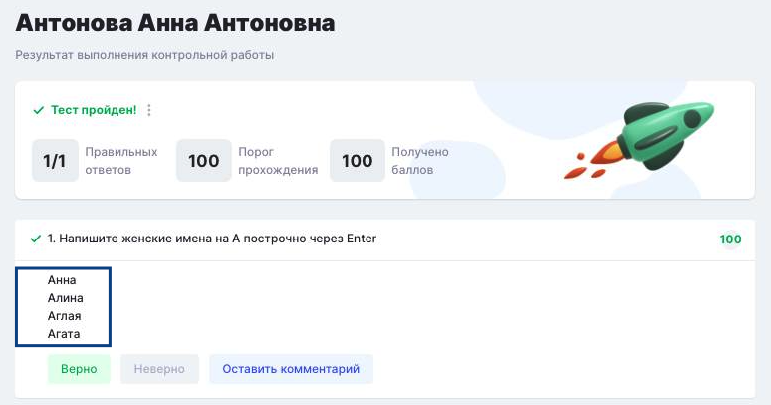 Антонова Анна Антоновна
Результат выполнения контрольной работы
Тест пройден!
1/1 Правильных ответов
100 Порог прохождения
100 Получено баллов
1. Напишите женские имена на А построчно через Enter 100
Анна
Алина
Аглая
Агата
Верно Неверно Оставить комментарий